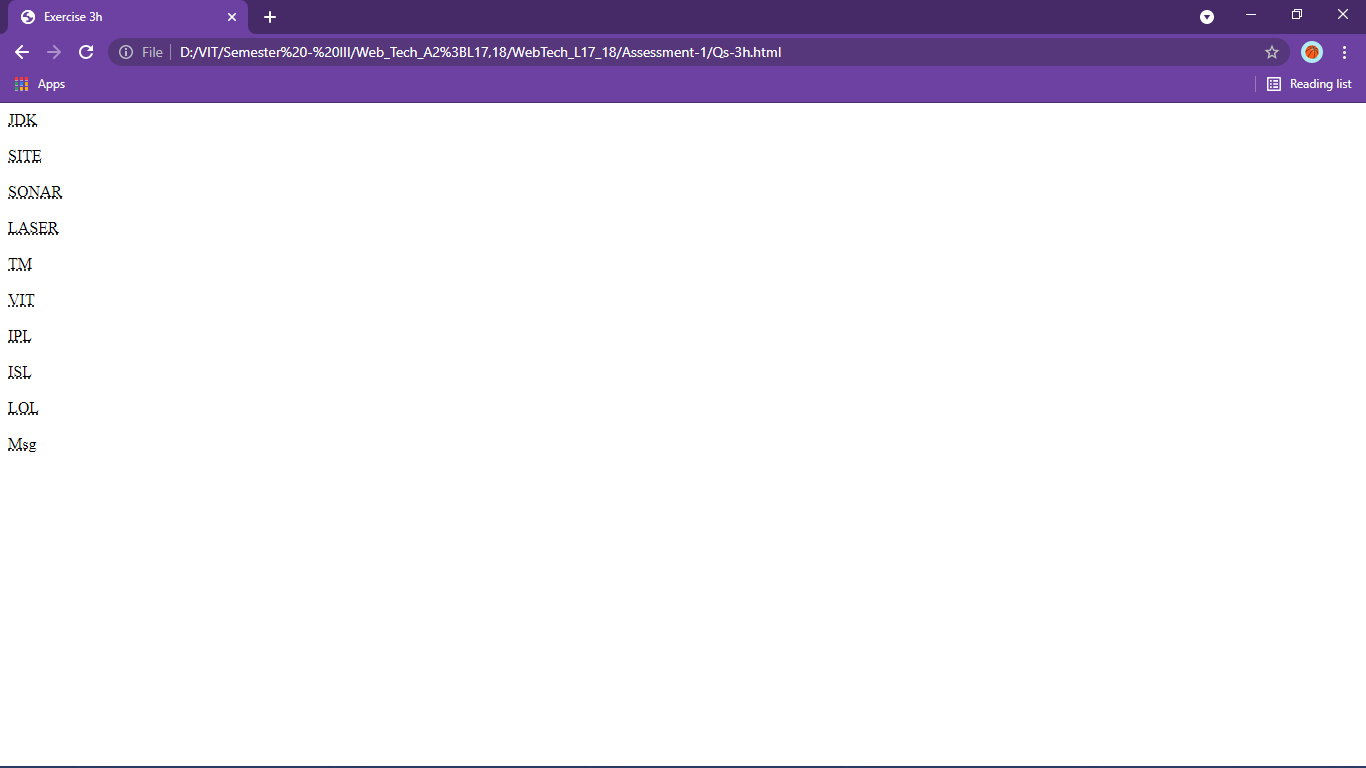 Exercise 3h
File D:/VIT/Semester%20-%20III/Web_Tech_A2%3BL17,18/WebTech_L17_18/Assessment-1/Qs-3h.html
Apps Reading list
JDK
SITE
SONAR
LASER
TM
VIT
IPL
ISL
LOL
Msg